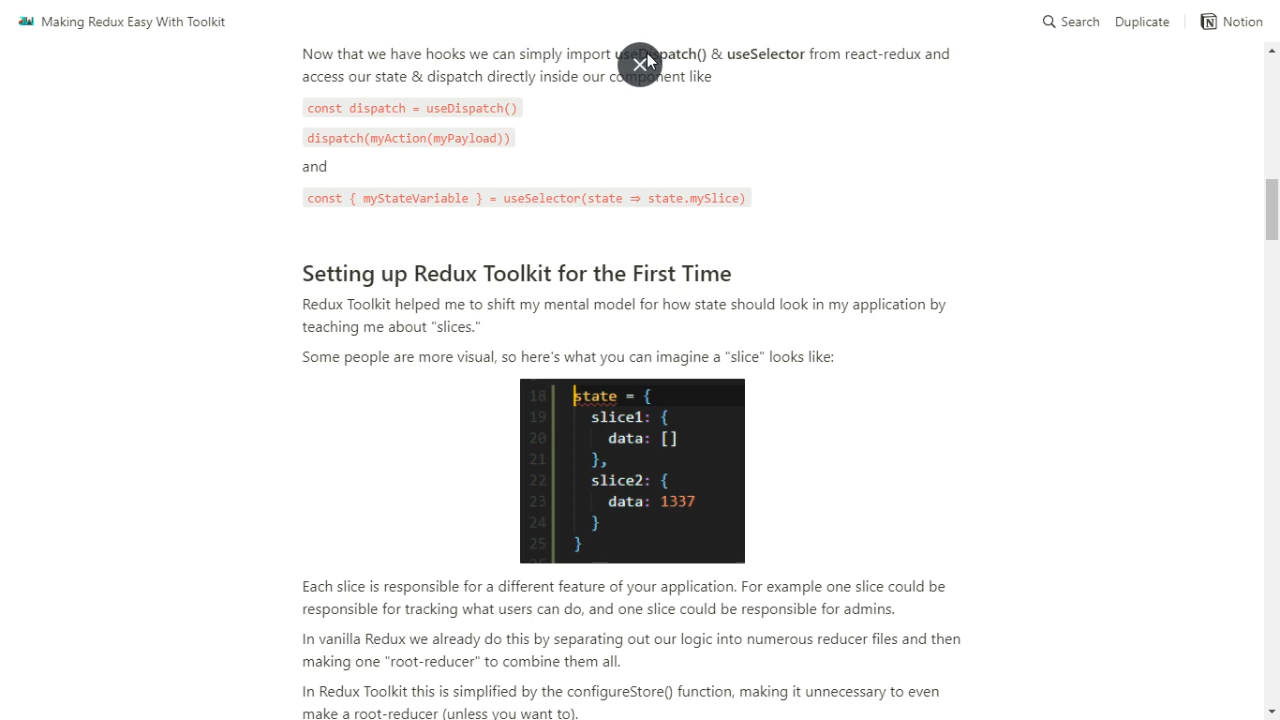 Making Redux Easy With Toolkit
Search Duplicate Notion
Now that we have hooks we can simply import useDispatch() & useSelector from react-redux and
access our state & dispatch directly inside our component like
const dispatch = useDispatch()
dispatch(myAction(myPayload))
and
const { myStateVariable } = useSelector(state ⇒ state.mySlice)
Setting up Redux Toolkit for the First Time
Redux Toolkit helped me to shift my mental model for how state should look in my application by
teaching me about "slices."
Some people are more visual, so here's what you can imagine a "slice" looks like:
18 state = {
19 slice1: {
20 data: []
21 },
22 slice2: {
23 data: 1337
24 }
25 }
Each slice is responsible for a different feature of your application. For example one slice could be
responsible for tracking what users can do, and one slice could be responsible for admins.
In vanilla Redux we already do this by separating out our logic into numerous reducer files and then
making one "root-reducer" to combine them all.
In Redux Toolkit this is simplified by the configureStore() function, making it unnecessary to even
make a root-reducer (unless you want to).